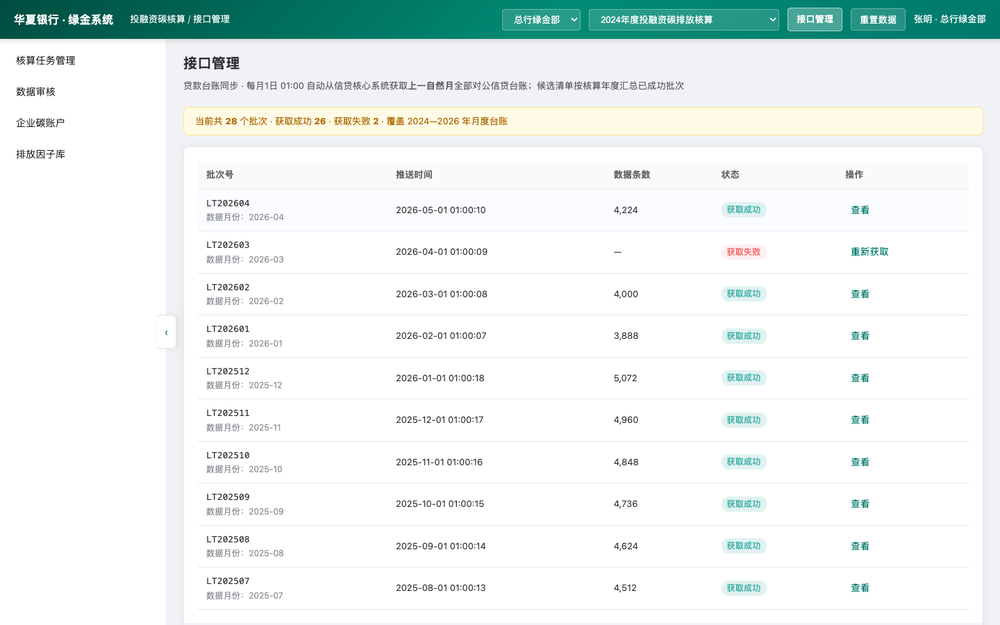 华夏银行 · 绿金系统 投融资碳核算 / 接口管理 总行绿金部 2024年度投融资碳排放核算 接口管理 重置数据 张明 · 总行绿金部
核算任务管理
数据审核
企业碳账户
排放因子库
‹
接口管理
贷款台账同步 · 每月1日 01:00 自动从信贷核心系统获取上一自然月全部对公信贷台账；候选清单按核算年度汇总已成功批次
当前共 28 个批次 · 获取成功 26 · 获取失败 2 · 覆盖 2024—2026 年月度台账
批次号 推送时间 数据条数 状态 操作
LT202604
数据月份：2026-04
2026-05-01 01:00:10 4,224 获取成功 查看
LT202603
数据月份：2026-03
2026-04-01 01:00:09 — 获取失败 重新获取
LT202602
数据月份：2026-02
2026-03-01 01:00:08 4,000 获取成功 查看
LT202601
数据月份：2026-01
2026-02-01 01:00:07 3,888 获取成功 查看
LT202512
数据月份：2025-12
2026-01-01 01:00:18 5,072 获取成功 查看
LT202511
数据月份：2025-11
2025-12-01 01:00:17 4,960 获取成功 查看
LT202510
数据月份：2025-10
2025-11-01 01:00:16 4,848 获取成功 查看
LT202509
数据月份：2025-09
2025-10-01 01:00:15 4,736 获取成功 查看
LT202508
数据月份：2025-08
2025-09-01 01:00:14 4,624 获取成功 查看
LT202507
数据月份：2025-07
2025-08-01 01:00:13 4,512 获取成功 查看